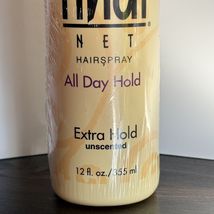 NET
HAIRSPRAY
All Day Hold
Extra Hold
unscented
12 fl. oz./355 ml